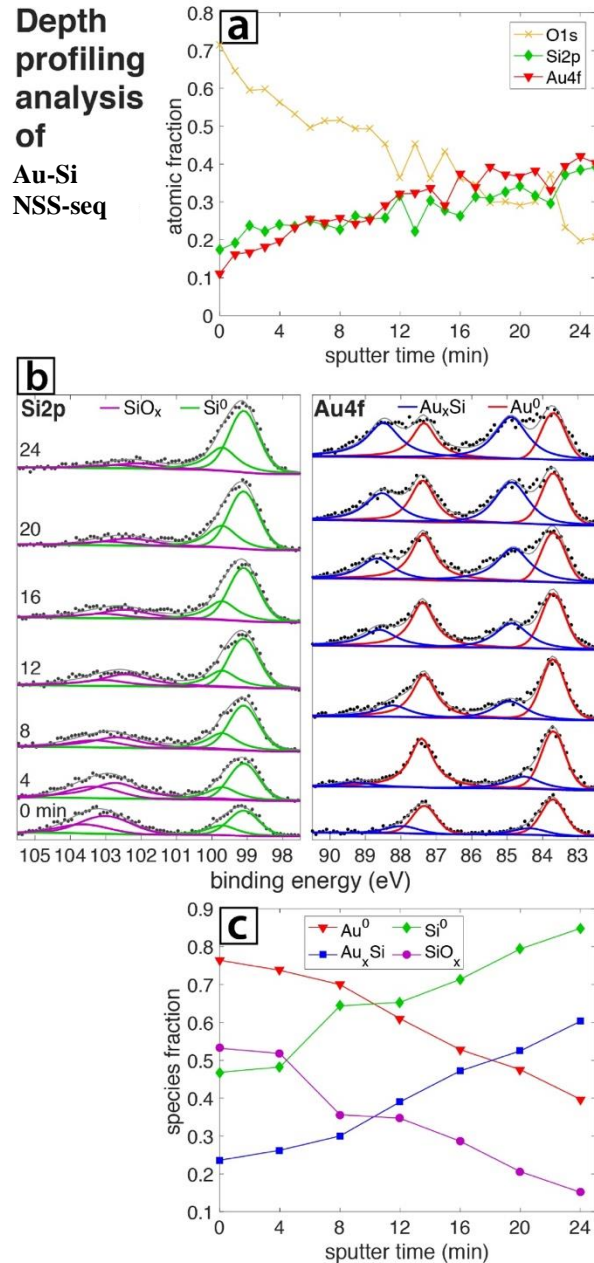 Depth
profiling
analysis
of
Au-Si
NSS-seq
a
O1s
Si2p
Au4f
atomic fraction
0.8
0.7
0.6
0.5
0.4
0.3
0.2
0.1
0
0 4 8 12 16 20 24
sputter time (min)
b
Si2p SiOx Si0
24
20
16
12
8
4
0 min
105 104 103 102 101 100 99 98
Au4f AuxSi Au0
90 89 88 87 86 85 84 83
binding energy (eV)
c
Au0 Si0
AuxSi SiOx
species fraction
0.9
0.8
0.7
0.6
0.5
0.4
0.3
0.2
0.1
0 4 8 12 16 20 24
sputter time (min)